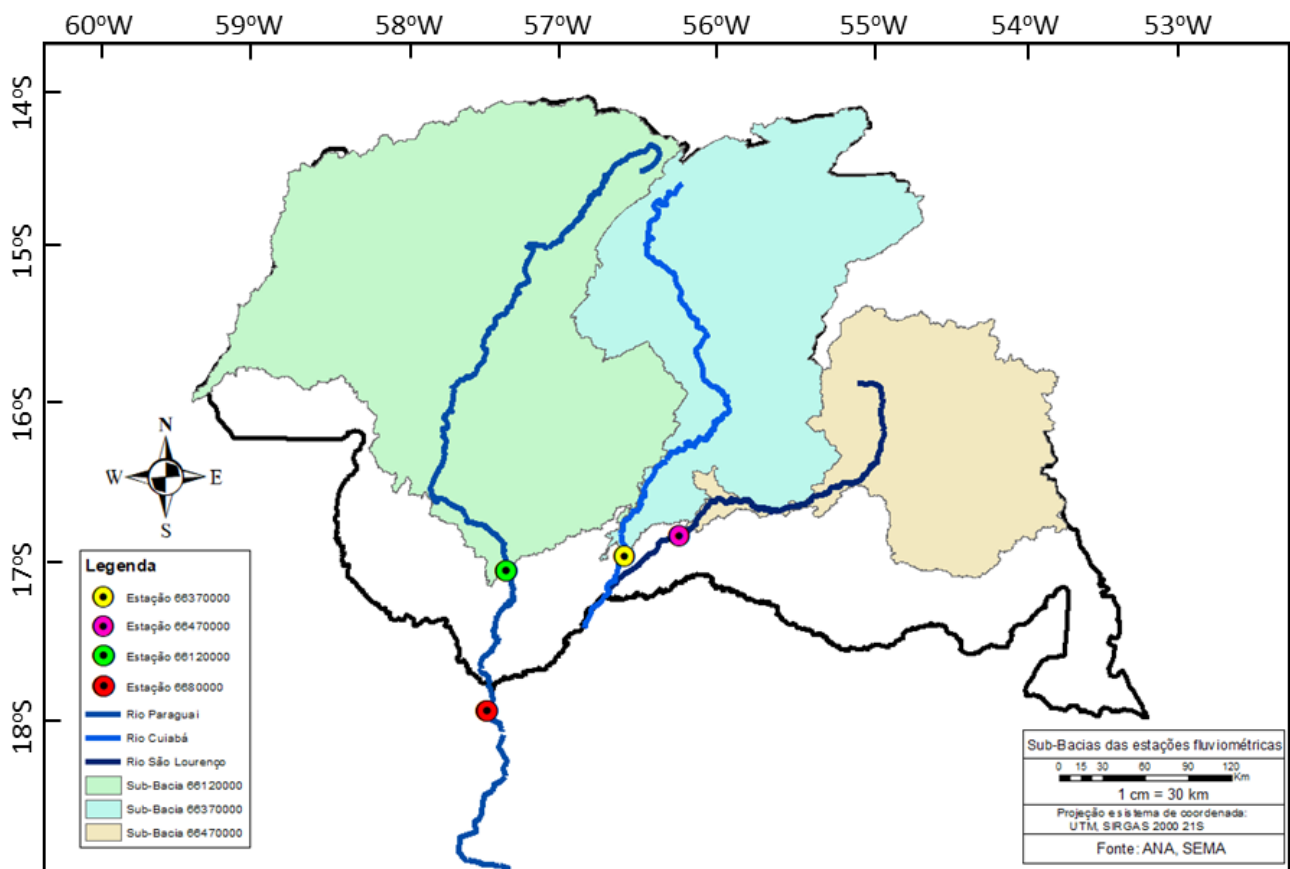 60ºW 59ºW 58ºW 57ºW 56ºW 55ºW 54ºW 53ºW
14ºS
15ºS
16ºS
17ºS
18ºS
N
W E
S
Legenda
Estação 66370000
Estação 66470000
Estação 66120000
Estação 6680000
Rio Paraguai
Rio Cuiabá
Rio São Lourenço
Sub-Bacia 66120000
Sub-Bacia 66370000
Sub-Bacia 66470000
Sub-Bacias das estações fluviométricas
0 15 30 60 90 120
Km
1 cm = 30 km
Projeção e sistema de coordenada:
UTM, SIRGAS 2000 21S
Fonte: ANA, SEMA